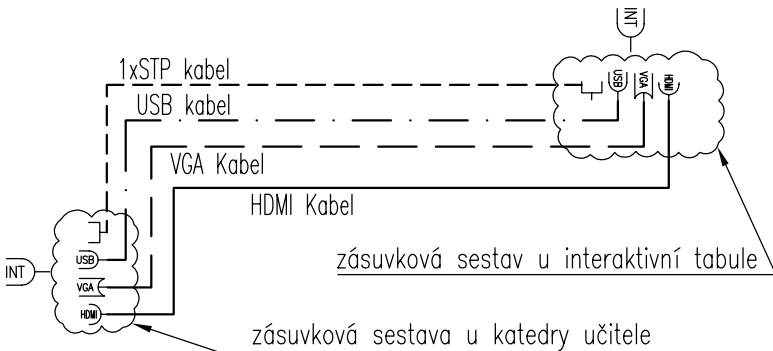 INT
1xSTP kabel
USB
VGA
HDMI
USB kabel
VGA Kabel
HDMI Kabel
INT
USB
VGA
HDMI
zásuvková sestav u interaktivní tabule
zásuvková sestava u katedry učitele